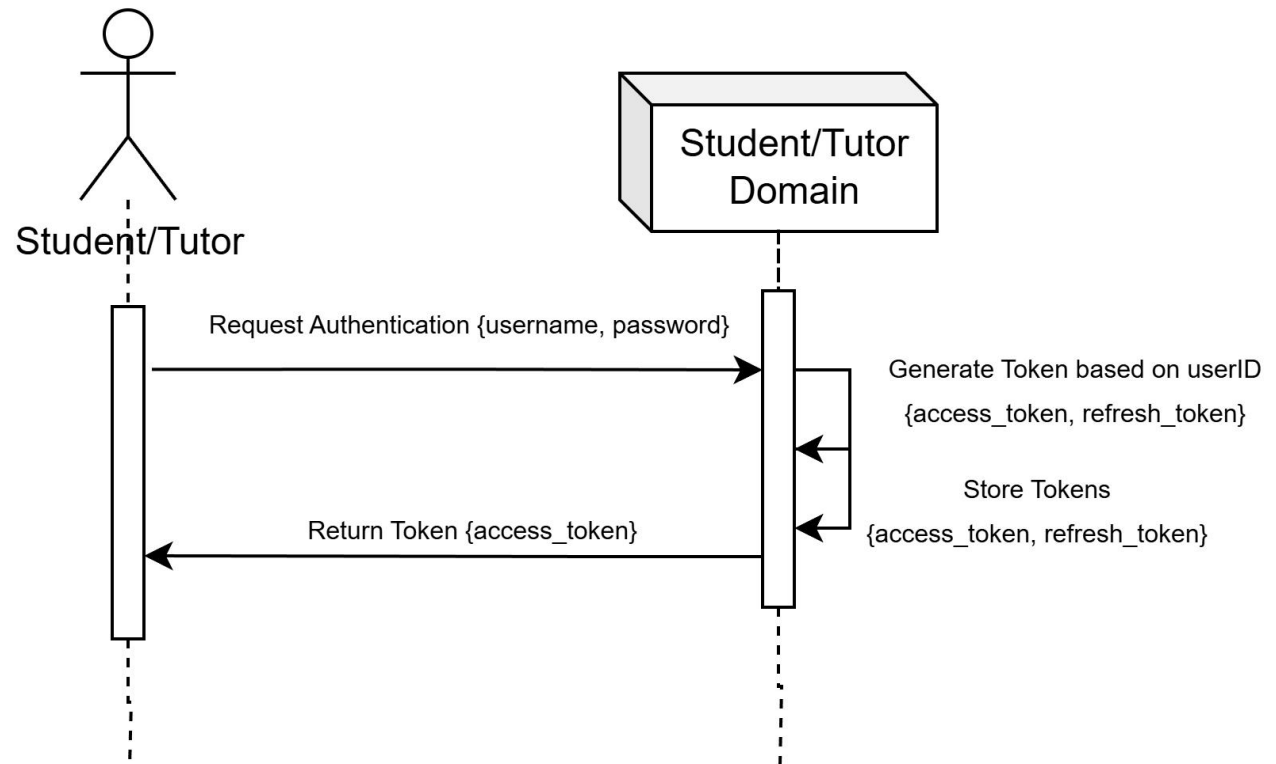 Student/Tutor
Domain
Student/Tutor
Request Authentication {username, password}
Generate Token based on userID
{access_token, refresh_token}
Store Tokens
{access_token, refresh_token}
Return Token {access_token}